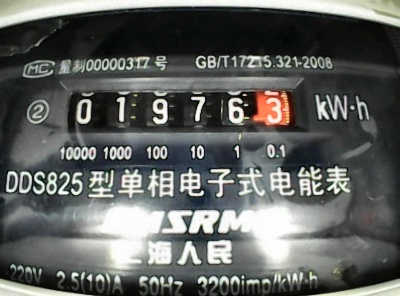 MC 量制00000317号 GB/T17215.321-2008
② 0 1 9 7 6 3 kW·h
10000 1000 100 10 1 0.1
DDS825型单相电子式电能表
上海人民
220V 2.5(10)A 50Hz 3200imp/kW·h